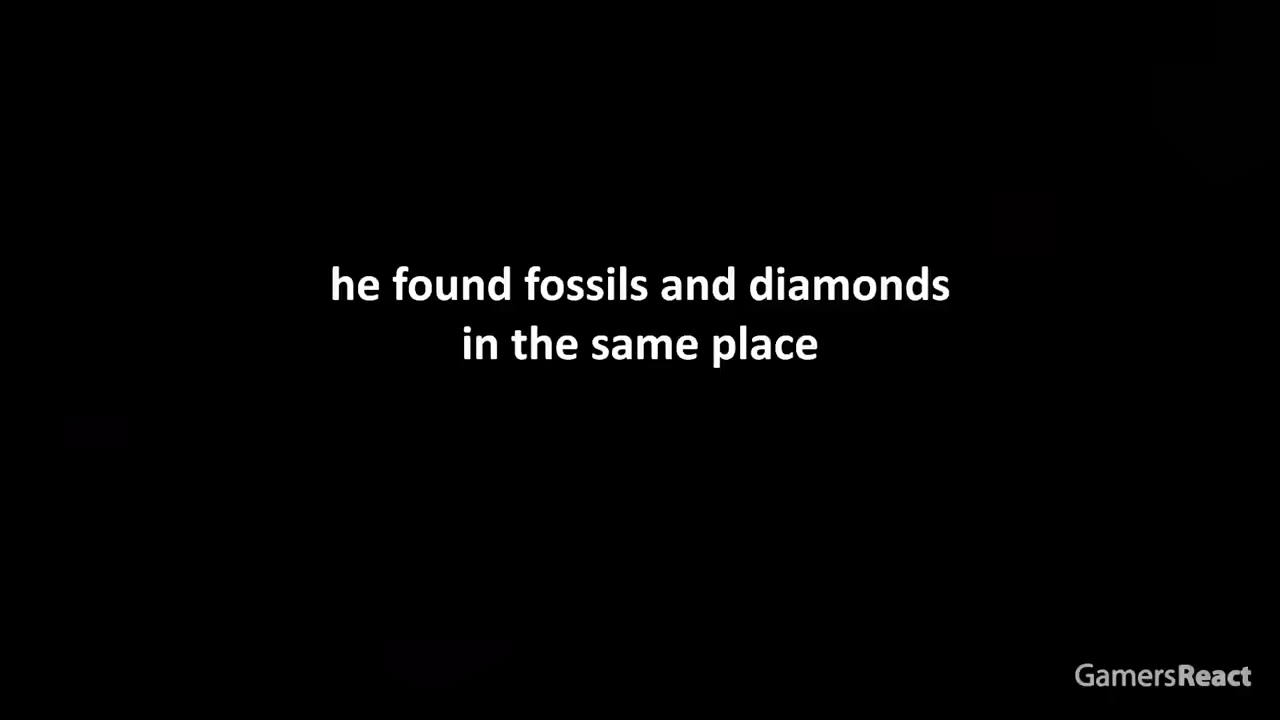 he found fossils and diamonds
in the same place
GamersReact